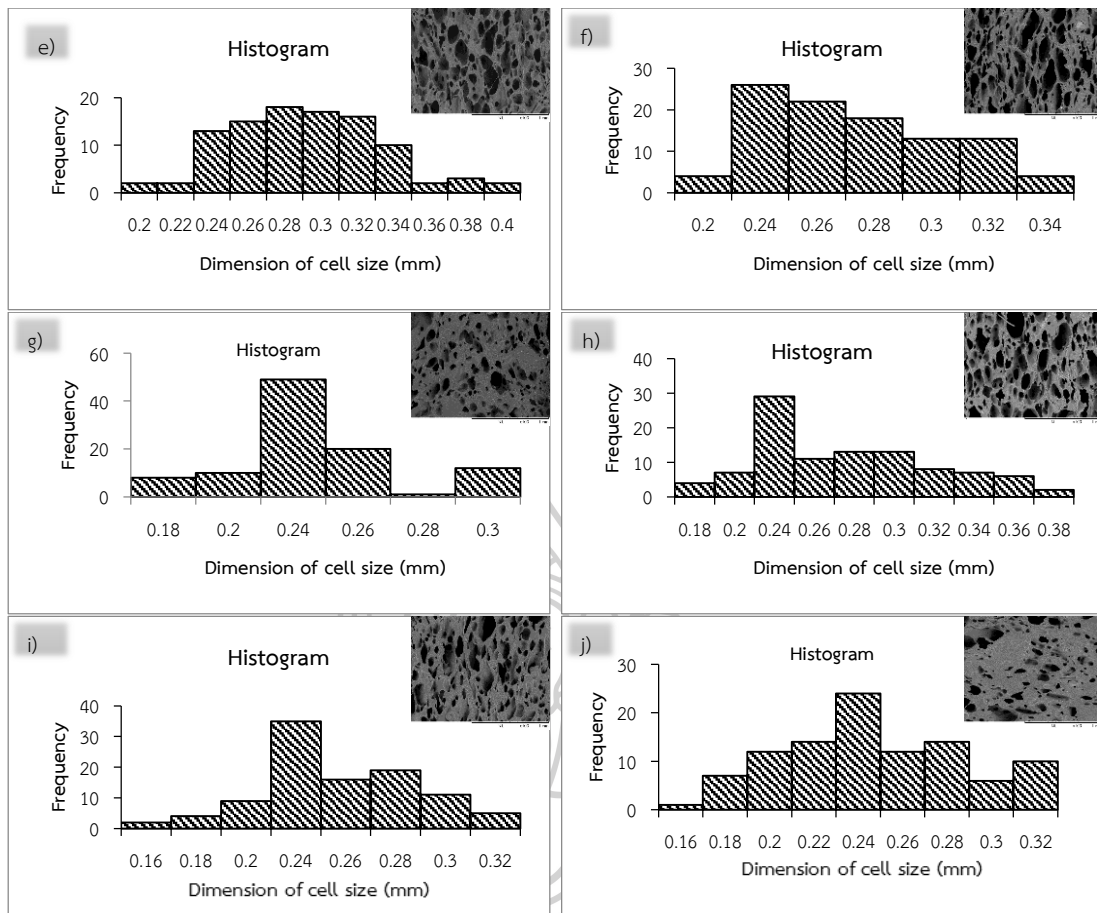 e)
Histogram
20
10
0
Frequency
0.2 0.22 0.24 0.26 0.28 0.3 0.32 0.34 0.36 0.38 0.4
Dimension of cell size (mm)
f)
Histogram
30
20
10
0
Frequency
0.2 0.24 0.26 0.28 0.3 0.32 0.34
Dimension of cell size (mm)
g)
Histogram
60
40
20
0
Frequency
0.18 0.2 0.24 0.26 0.28 0.3
Dimension of cell size (mm)
h)
Histogram
40
30
20
10
0
Frequency
0.18 0.2 0.24 0.26 0.28 0.3 0.32 0.34 0.36 0.38
Dimension of cell size (mm)
i)
Histogram
40
30
20
10
0
Frequency
0.16 0.18 0.2 0.24 0.26 0.28 0.3 0.32
Dimension of cell size (mm)
j)
Histogram
30
20
10
0
Frequency
0.16 0.18 0.2 0.22 0.24 0.26 0.28 0.3 0.32
Dimension of cell size (mm)